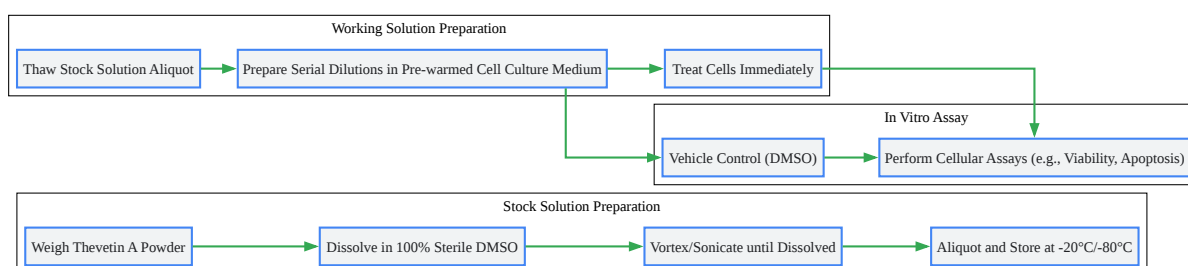 Working Solution Preparation
Thaw Stock Solution Aliquot
Prepare Serial Dilutions in Pre-warmed Cell Culture Medium
Treat Cells Immediately
In Vitro Assay
Vehicle Control (DMSO)
Perform Cellular Assays (e.g., Viability, Apoptosis)
Stock Solution Preparation
Weigh Thevetin A Powder
Dissolve in 100% Sterile DMSO
Vortex/Sonicate until Dissolved
Aliquot and Store at -20°C/-80°C